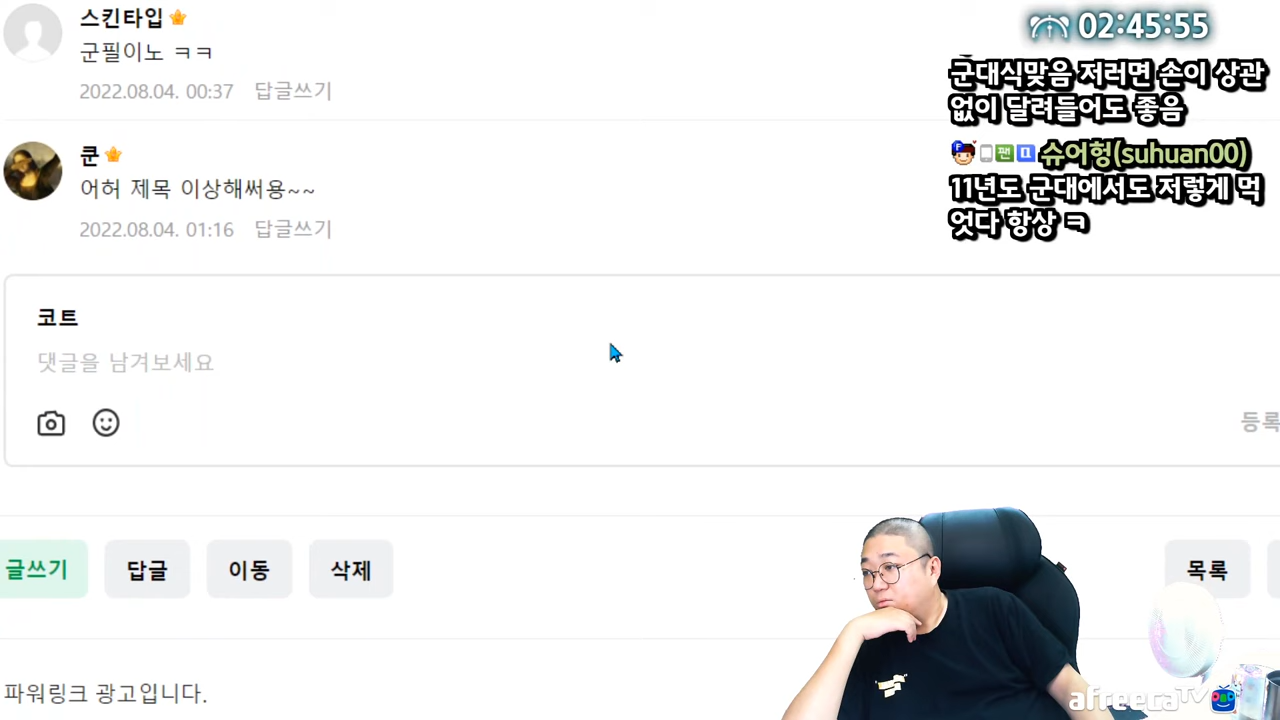 스킨타입
군필이노 ㅋㅋ
2022.08.04. 00:37 답글쓰기
쿤
어허 제목 이상해써용~~
2022.08.04. 01:16 답글쓰기
코트
댓글을 남겨보세요
등록
글쓰기 답글 이동 삭제 목록
파워링크 광고입니다.
02:45:55
군대식맞음 저러면 손이 상관
없이 달려들어도 좋음
F 팬 슈어헝(suhuan00)
11년도 군대에서도 저렇게 먹
엇다 항상 ㅋ
afreecaTV